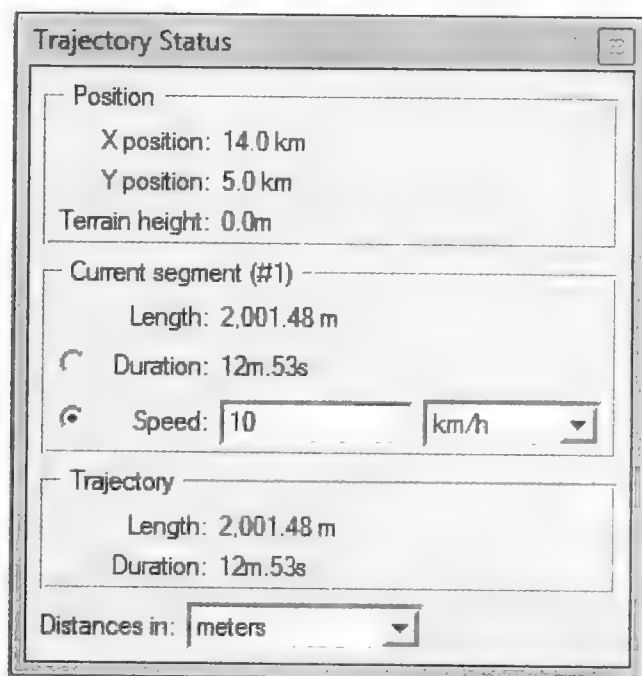 Trajectory Status
Position
X position: 14.0 km
Y position: 5.0 km
Terrain height: 0.0m
Current segment (#1)
Length: 2,001.48 m
Duration: 12m.53s
Speed: 10 km/h
Trajectory
Length: 2,001.48 m
Duration: 12m.53s
Distances in: meters